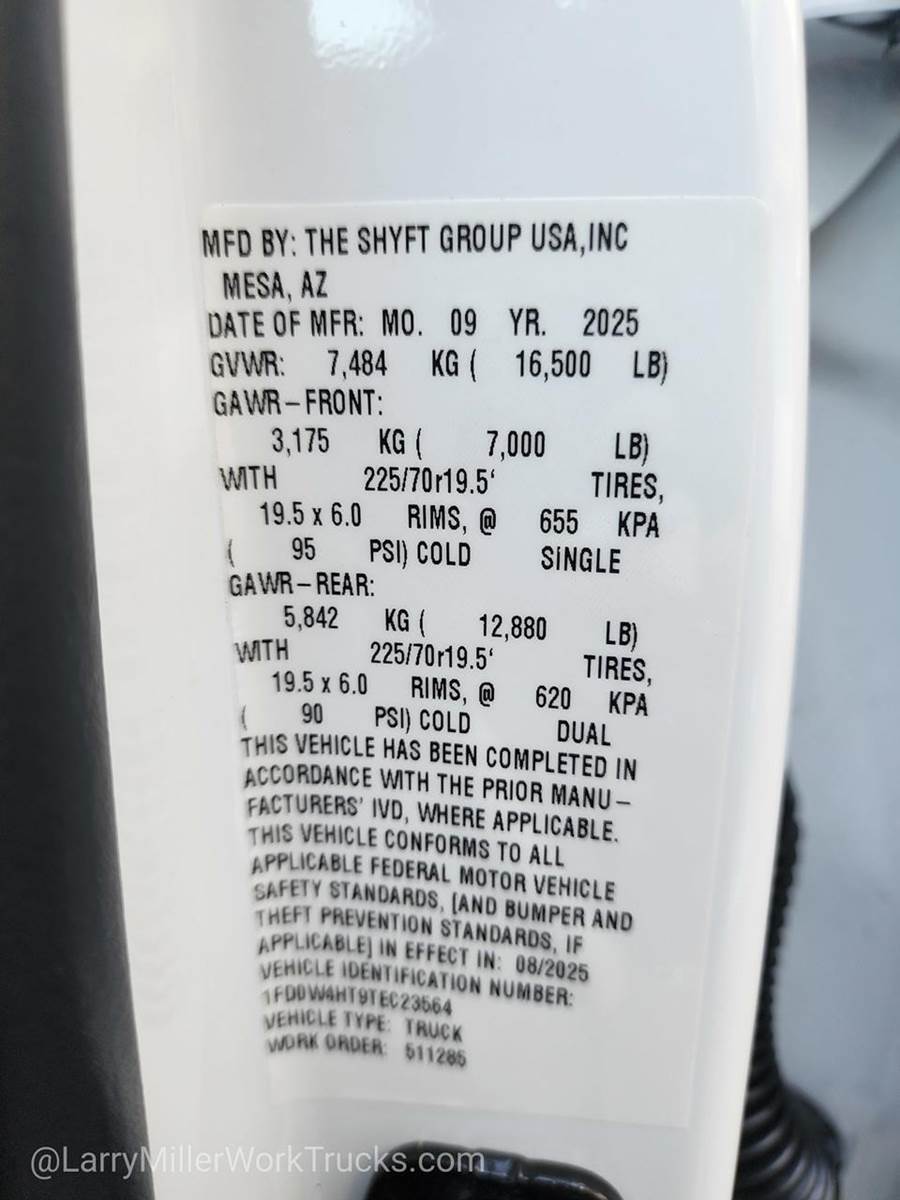 MFD BY: THE SHYFT GROUP USA,INC
MESA, AZ
DATE OF MFR: MO. 09 YR. 2025
GVWR: 7,484 KG ( 16,500 LB)
GAWR-FRONT:
3,175 KG ( 7,000 LB)
WITH 225/70r19.5' TIRES,
19.5 x 6.0 RIMS, @ 655 KPA
( 95 PSI) COLD SINGLE
GAWR-REAR:
5,842 KG ( 12,880 LB)
WITH 225/70r19.5' TIRES,
19.5 x 6.0 RIMS, @ 620 KPA
( 90 PSI) COLD DUAL
THIS VEHICLE HAS BEEN COMPLETED IN
ACCORDANCE WITH THE PRIOR MANU-
FACTURERS' IVD, WHERE APPLICABLE.
THIS VEHICLE CONFORMS TO ALL
APPLICABLE FEDERAL MOTOR VEHICLE
SAFETY STANDARDS, [AND BUMPER AND
THEFT PREVENTION STANDARDS, IF
APPLICABLE] IN EFFECT IN: 08/2025
VEHICLE IDENTIFICATION NUMBER:
1FD0W4HT9TEC23564
VEHICLE TYPE: TRUCK
WORK ORDER: 511285
@LarryMillerWorkTrucks.com